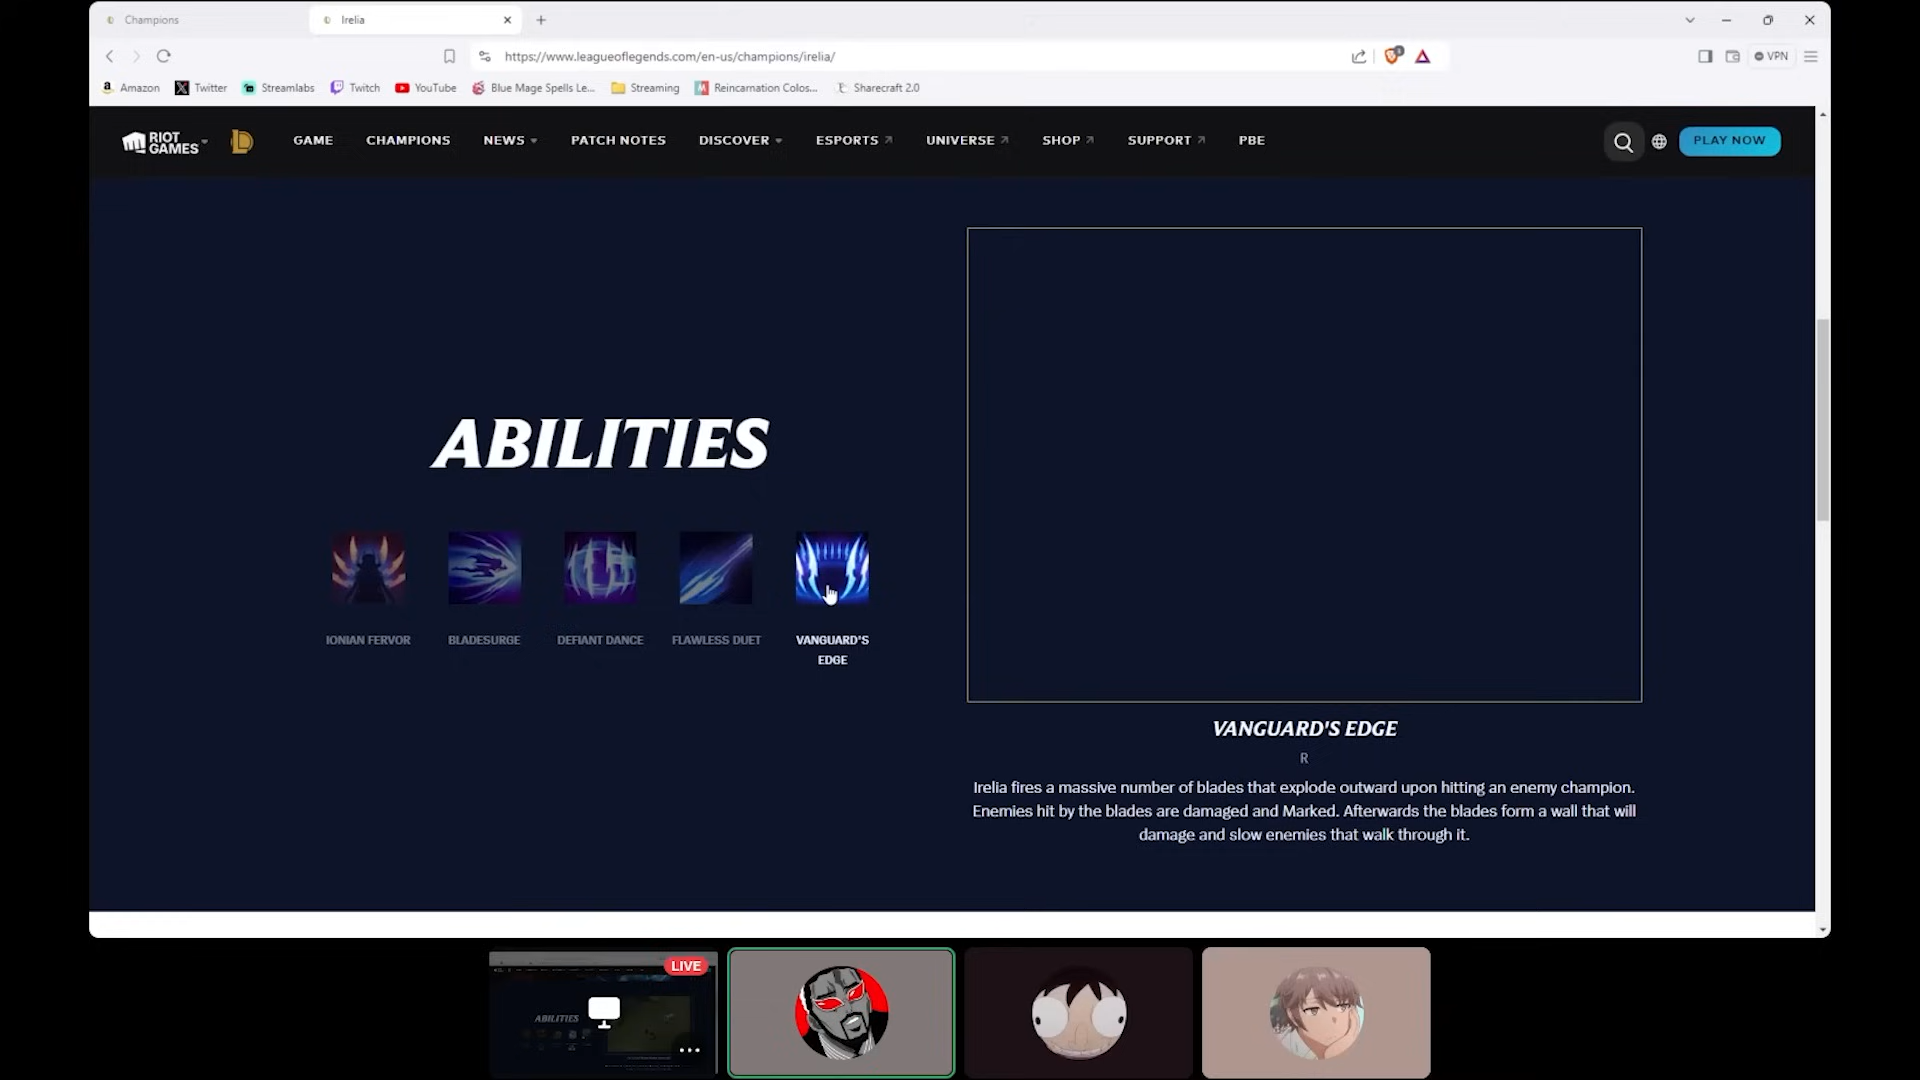 Champions
Irelia
https://www.leagueoflegends.com/en-us/champions/irelia/
VPN
Amazon
Twitter
Streamlabs
Twitch
YouTube
Blue Mage Spells Le...
Streaming
Reincarnation Colos...
Sharecraft 2.0
RIOT
GAMES
GAME
CHAMPIONS
NEWS
PATCH NOTES
DISCOVER
ESPORTS
UNIVERSE
SHOP
SUPPORT
PBE
PLAY NOW
ABILITIES
IONIAN FERVOR
BLADESURGE
DEFIANT DANCE
FLAWLESS DUET
VANGUARD'S
EDGE
VANGUARD'S EDGE
R
Irelia fires a massive number of blades that explode outward upon hitting an enemy champion.
Enemies hit by the blades are damaged and Marked. Afterwards the blades form a wall that will
damage and slow enemies that walk through it.
LIVE
ABILITIES